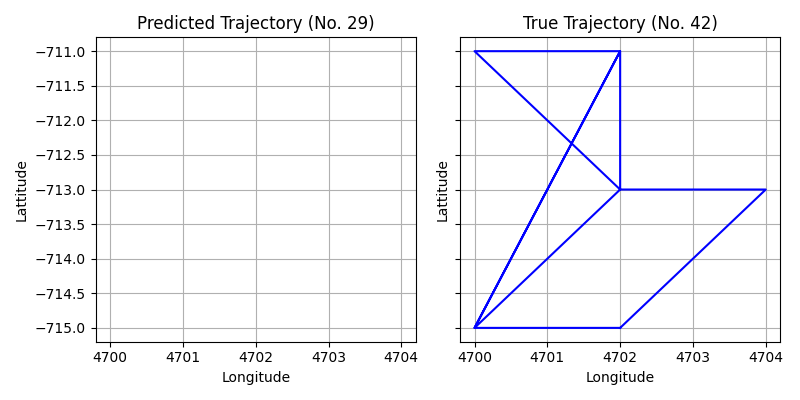 Predicted Trajectory (No. 29)
True Trajectory (No. 42)
Lattitude
−711.0
−711.5
−712.0
−712.5
−713.0
−713.5
−714.0
−714.5
−715.0
4700 4701 4702 4703 4704
Longitude
Lattitude
4700 4701 4702 4703 4704
Longitude